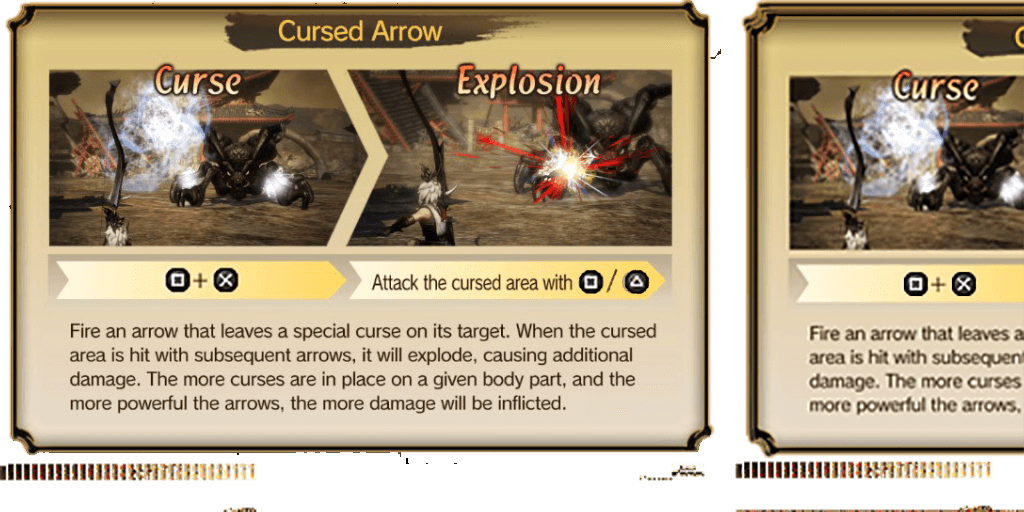 Cursed Arrow
Curse
Explosion
+
Attack the cursed area with /
Fire an arrow that leaves a special curse on its target. When the cursed
area is hit with subsequent arrows, it will explode, causing additional
damage. The more curses are in place on a given body part, and the
more powerful the arrows, the more damage will be inflicted.
C
Curse
+
Fire an arrow that leaves a
area is hit with subsequent
damage. The more curses
more powerful the arrows,